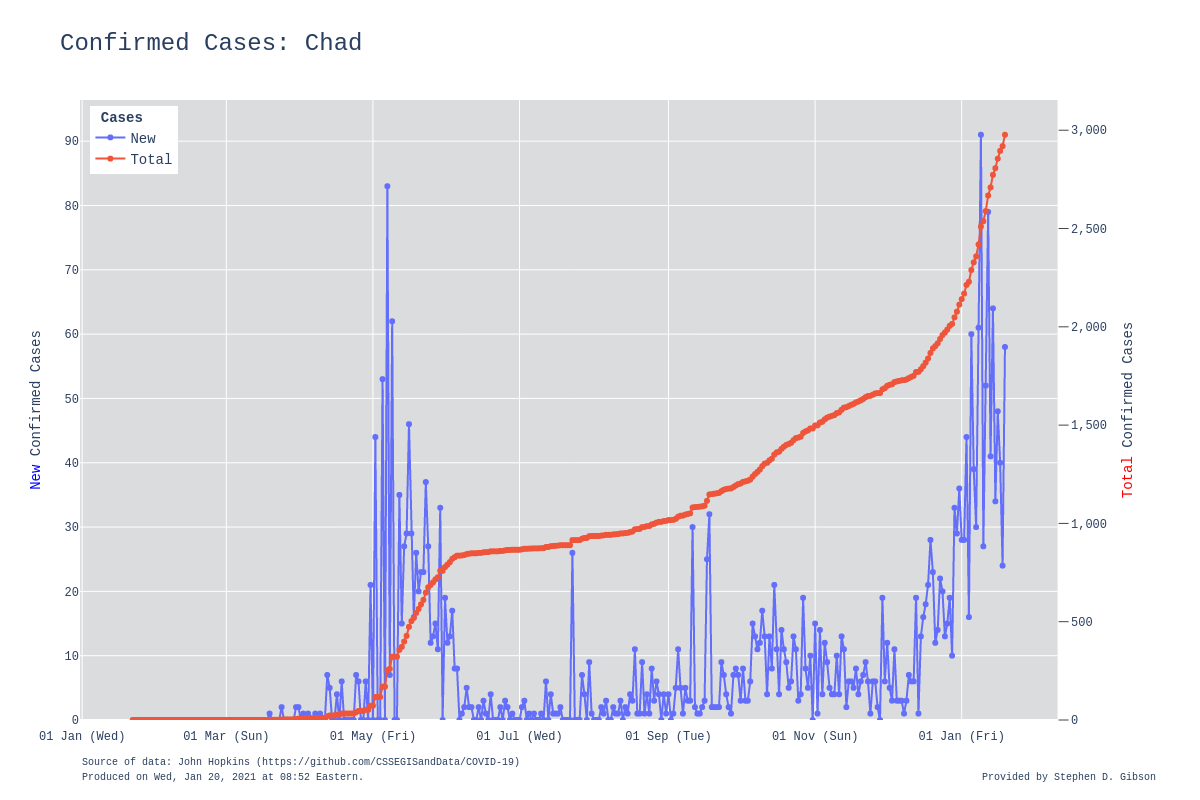 Confirmed Cases: Chad
Cases
New
Total
90
80
70
60
50
40
30
20
10
0
3,000
2,500
2,000
1,500
1,000
500
0
New Confirmed Cases
Total Confirmed Cases
01 Jan (Wed) 01 Mar (Sun) 01 May (Fri) 01 Jul (Wed) 01 Sep (Tue) 01 Nov (Sun) 01 Jan (Fri)
Source of data: John Hopkins (https://github.com/CSSEGISandData/COVID-19)
Produced on Wed, Jan 20, 2021 at 08:52 Eastern.
Provided by Stephen D. Gibson